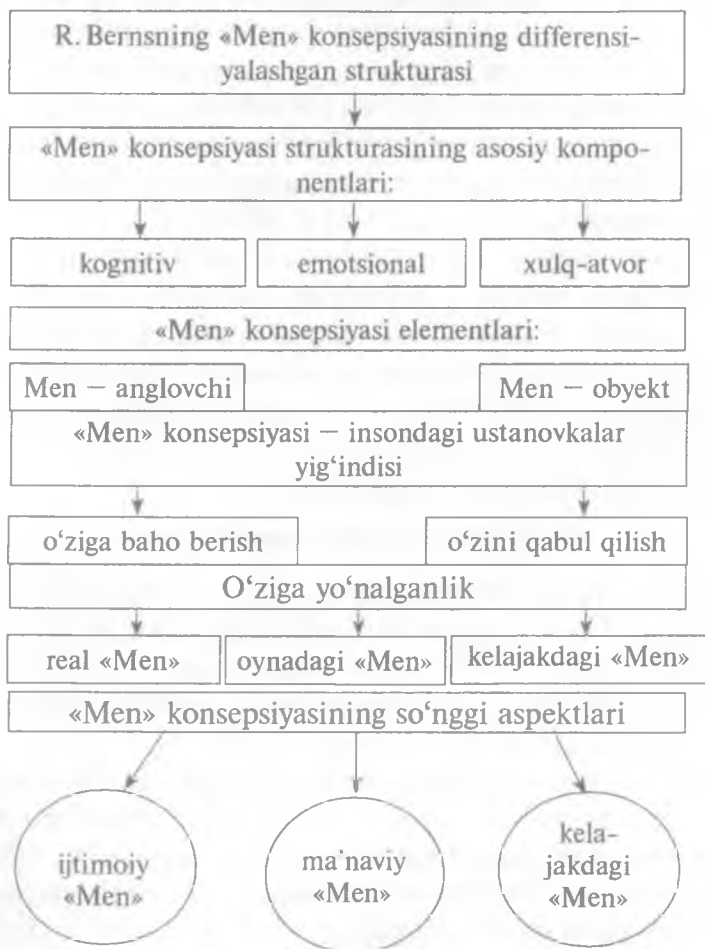 R. Bernsning «Men» konsepsiyasining differensi-
yalashgan strukturasi
«Men» konsepsiyasi strukturasining asosiy kompo-
nentlari:
kognitiv
emotsional
xulq-atvor
«Men» konsepsiyasi elementlari:
Men — anglovchi
Men — obyekt
«Men» konsepsiyasi — insondagi ustanovkalar
yig‘indisi
o‘ziga baho berish
o‘zini qabul qilish
O‘ziga yo‘nalganlik
real «Men»
oynadagi «Men»
kelajakdagi «Men»
«Men» konsepsiyasining so‘nggi aspektlari
ijtimoiy
«Men»
ma’naviy
«Men»
kela-
jakdagi
«Men»